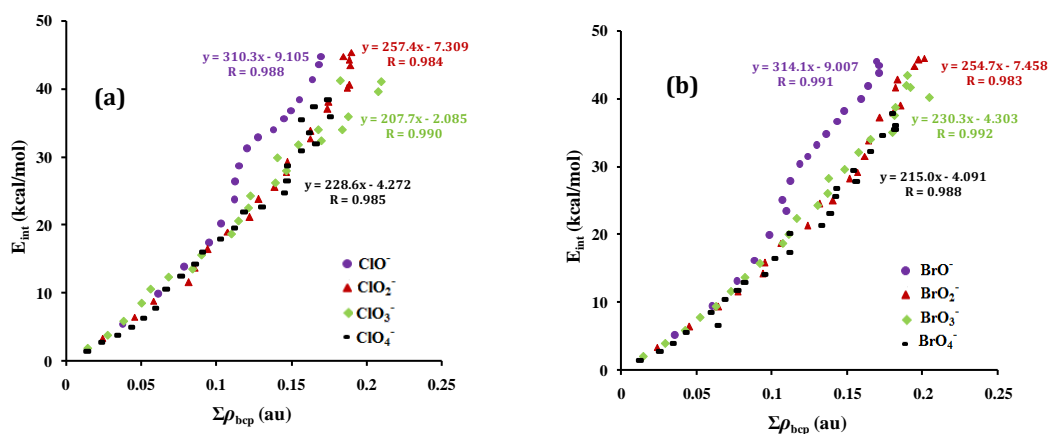 (a)
50
40
30
20
10
0
E_int (kcal/mol)
y = 310.3x - 9.105
R = 0.988
y = 257.4x - 7.309
R = 0.984
y = 207.7x - 2.085
R = 0.990
y = 228.6x - 4.272
R = 0.985
ClO⁻
ClO₂⁻
ClO₃⁻
ClO₄⁻
0 0.05 0.1 0.15 0.2 0.25
Σρ_bcp (au)
(b)
50
40
30
20
10
0
E_int (kcal/mol)
y = 314.1x - 9.007
R = 0.991
y = 254.7x - 7.458
R = 0.983
y = 230.3x - 4.303
R = 0.992
y = 215.0x - 4.091
R = 0.988
BrO⁻
BrO₂⁻
BrO₃⁻
BrO₄⁻
0 0.05 0.1 0.15 0.2 0.25
Σρ_bcp (au)